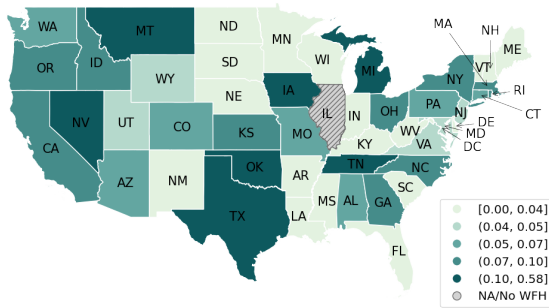 MA
NH
WA
MT
ND
MN
VT
ME
OR
ID
SD
WI
MI
NY
RI
WY
IA
CT
NE
PA
NJ
NV
UT
CO
IL
IN
OH
DE
MD
DC
KS
MO
WV
VA
CA
KY
AZ
NM
OK
TN
NC
AR
SC
TX
MS
AL
GA
LA
FL
[0.00, 0.04]
(0.04, 0.05]
(0.05, 0.07]
(0.07, 0.10]
(0.10, 0.58]
NA/No WFH